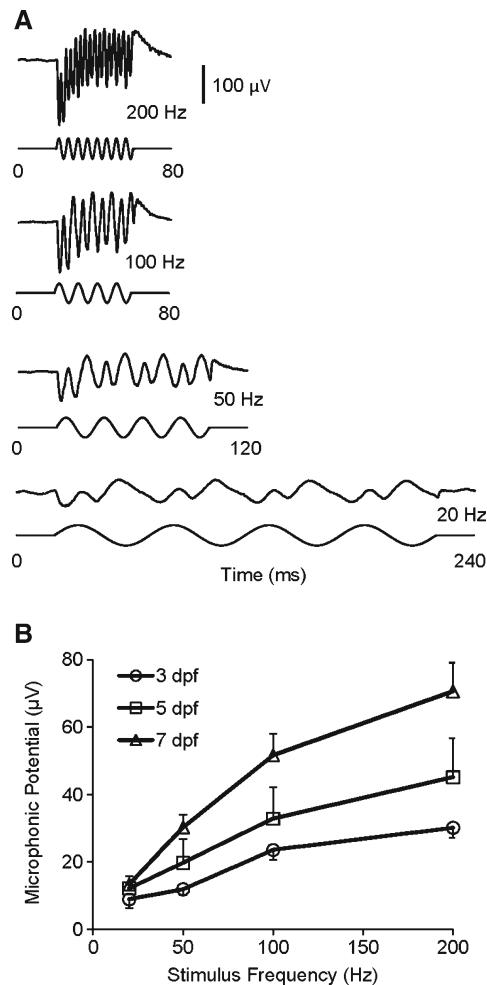 A
100 µV
200 Hz
0 80
100 Hz
0 80
50 Hz
0 120
20 Hz
0 240
Time (ms)
B
80
60
40
20
0
Microphonic Potential (µV)
3 dpf
5 dpf
7 dpf
0 50 100 150 200
Stimulus Frequency (Hz)